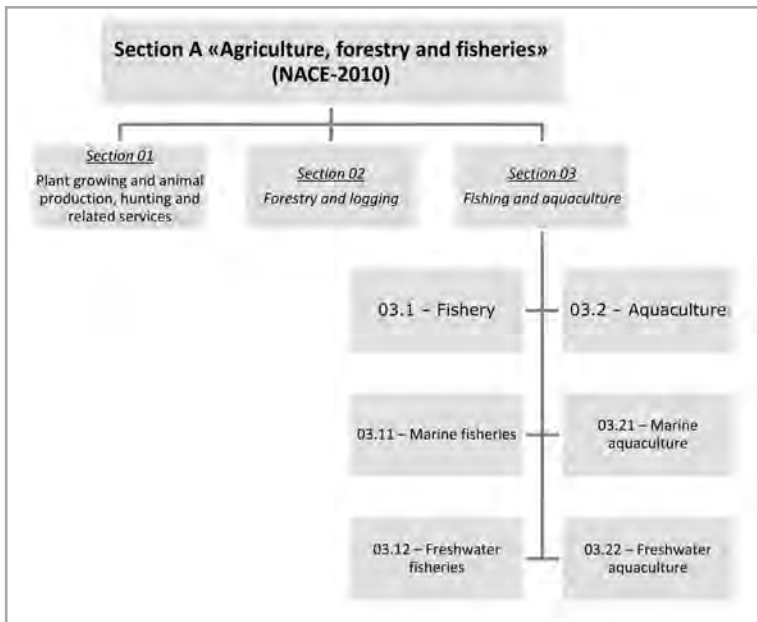 Section A «Agriculture, forestry and fisheries»
(NACE-2010)
Section 01
Plant growing and animal
production, hunting and
related services
Section 02
Forestry and logging
Section 03
Fishing and aquaculture
03.1 – Fishery
03.2 – Aquaculture
03.11 – Marine fisheries
03.21 – Marine
aquaculture
03.12 – Freshwater
fisheries
03.22 – Freshwater
aquaculture